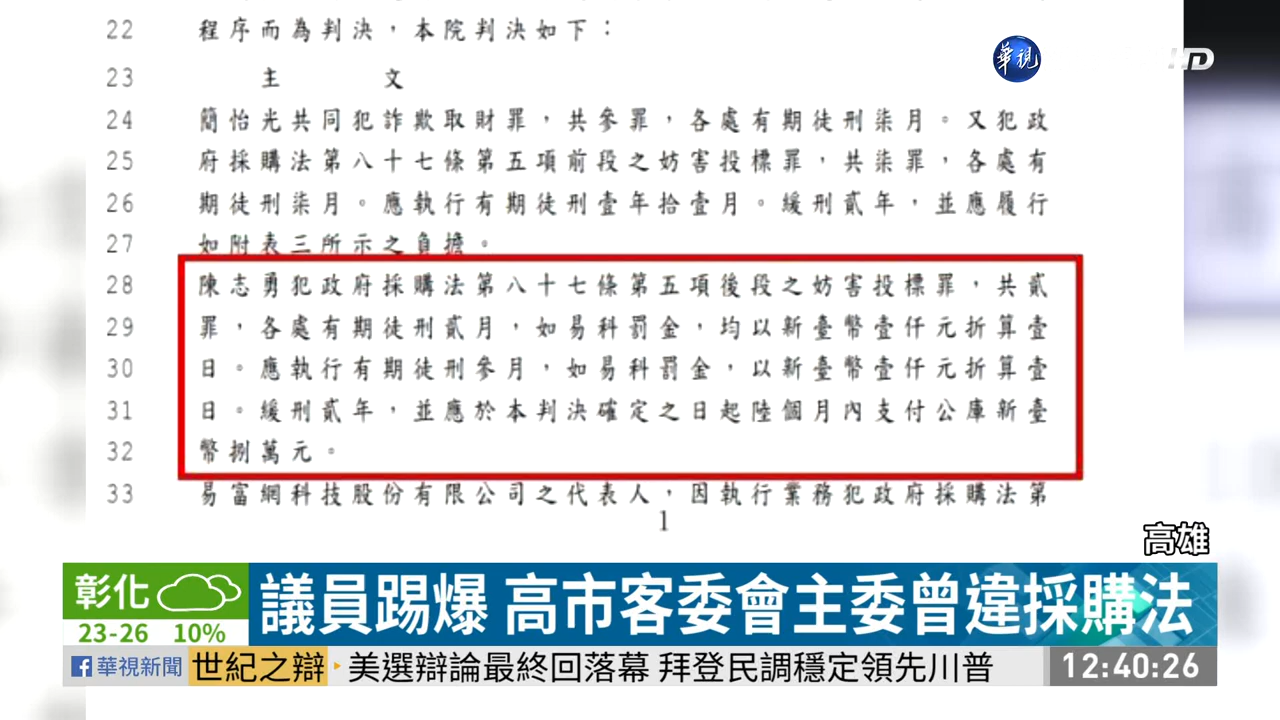 22 程序而為判決，本院判決如下：
華視
HD
23 主 文
24 簡怡光共同犯詐欺取財罪，共參罪，各處有期徒刑柒月。又犯政
25 府採購法第八十七條第五項前段之妨害投標罪，共柒罪，各處有
26 期徒刑柒月。應執行有期徒刑壹年拾壹月。緩刑貳年，並應履行
27 如附表三所示之負擔。
28 陳志勇犯政府採購法第八十七條第五項後段之妨害投標罪，共貳
29 罪，各處有期徒刑貳月，如易科罰金，均以新臺幣壹仟元折算壹
30 日。應執行有期徒刑參月，如易科罰金，以新臺幣壹仟元折算壹
31 日。緩刑貳年，並應於本判決確定之日起陸個月內支付公庫新臺
32 幣捌萬元。
33 易富網科技股份有限公司之代表人，因執行業務犯政府採購法第
1
高雄
彰化
23-26 10%
議員踢爆 高市客委會主委曾違採購法
華視新聞 世紀之辯 美選辯論最終回落幕 拜登民調穩定領先川普 12:40:26